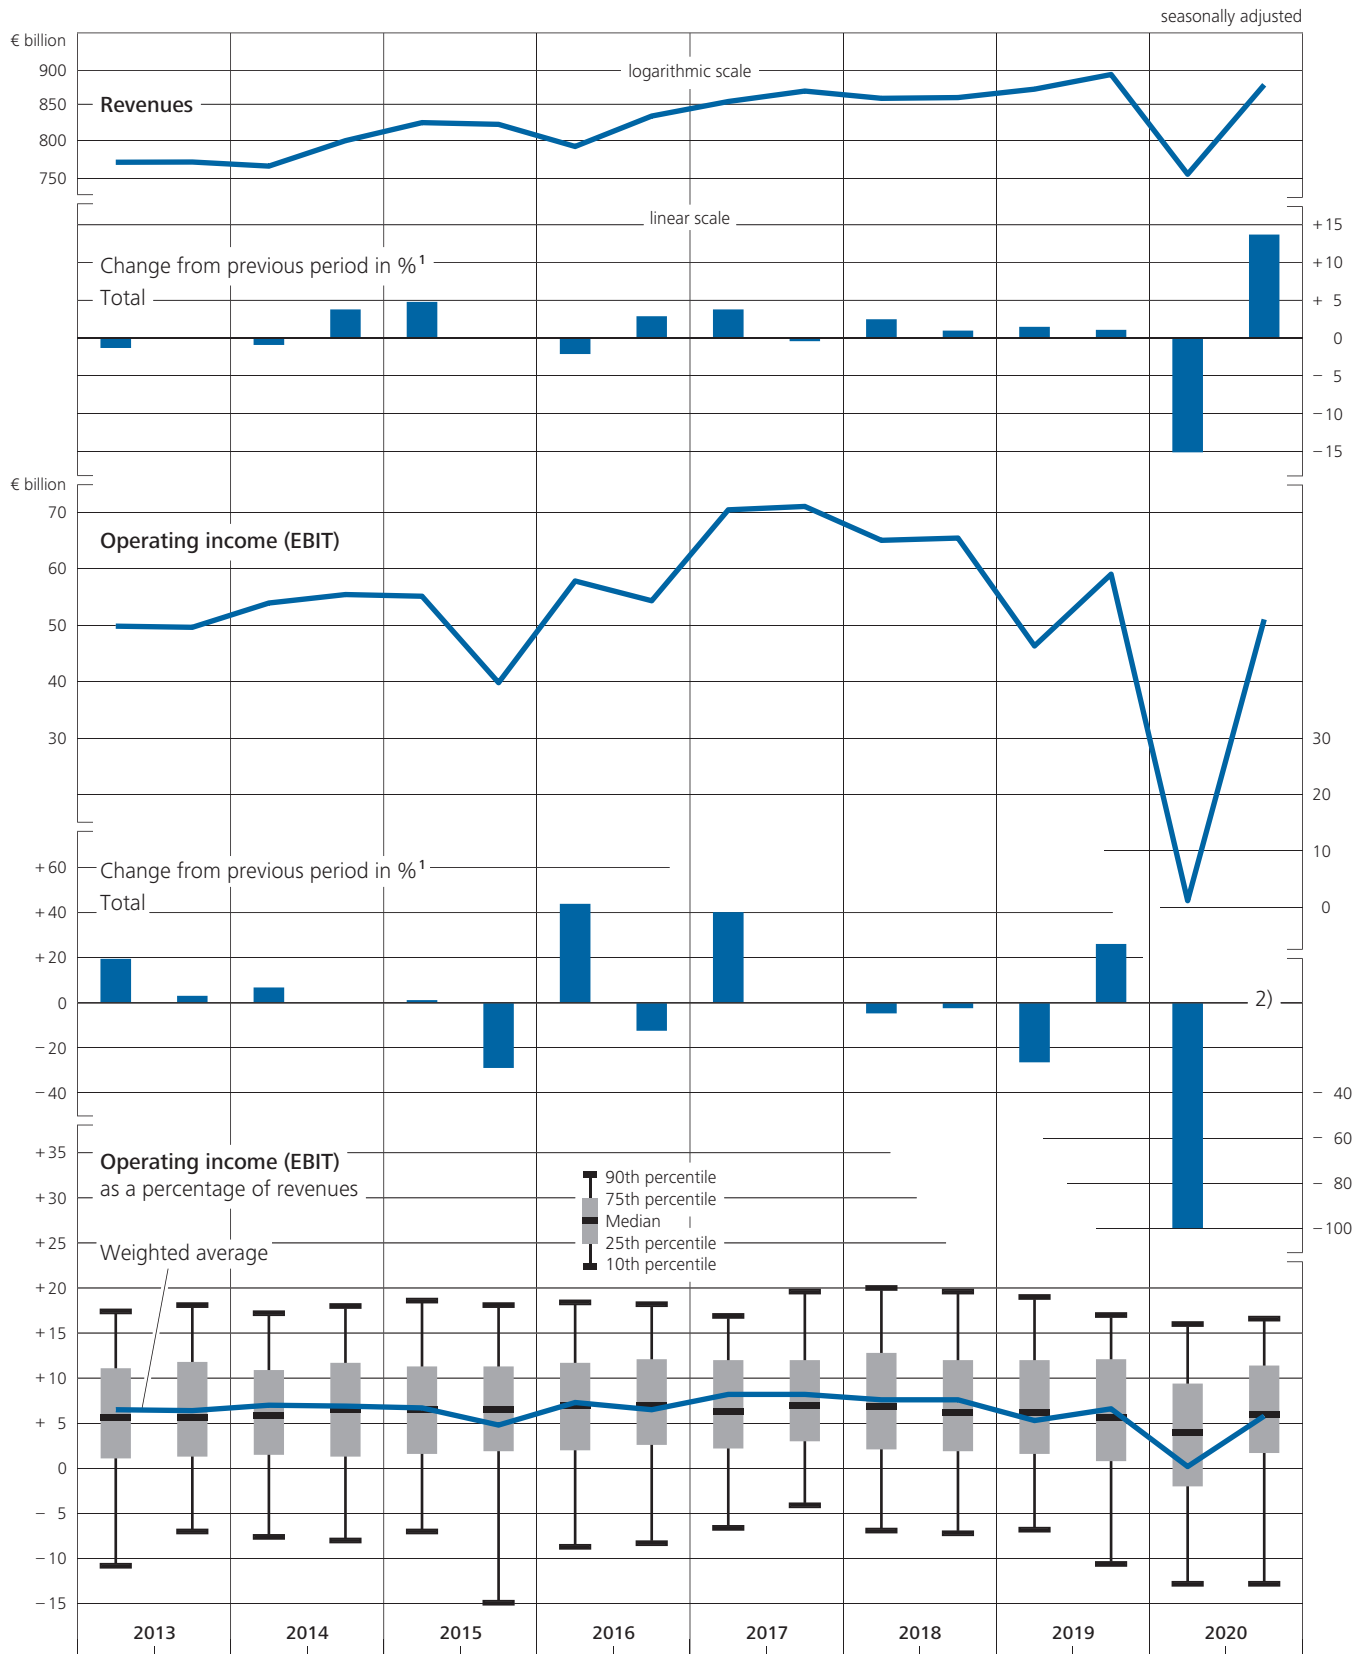 seasonally adjusted
€ billion
900
logarithmic scale
Revenues
850
800
750
linear scale
+ 15
Change from previous period in %¹
+ 10
Total
+ 5
0
− 5
− 10
− 15
€ billion
70
Operating income (EBIT)
60
50
40
30 30
20
10
+ 60 Change from previous period in %¹
Total
+ 40 0
+ 20
0 2)
− 20
− 40 − 40
− 60
+ 35 Operating income (EBIT)
as a percentage of revenues
90th percentile
75th percentile
Median
25th percentile
10th percentile
− 80
+ 30
− 100
+ 25
Weighted average
+ 20
+ 15
+ 10
+ 5
0
− 5
− 10
− 15
2013 2014 2015 2016 2017 2018 2019 2020